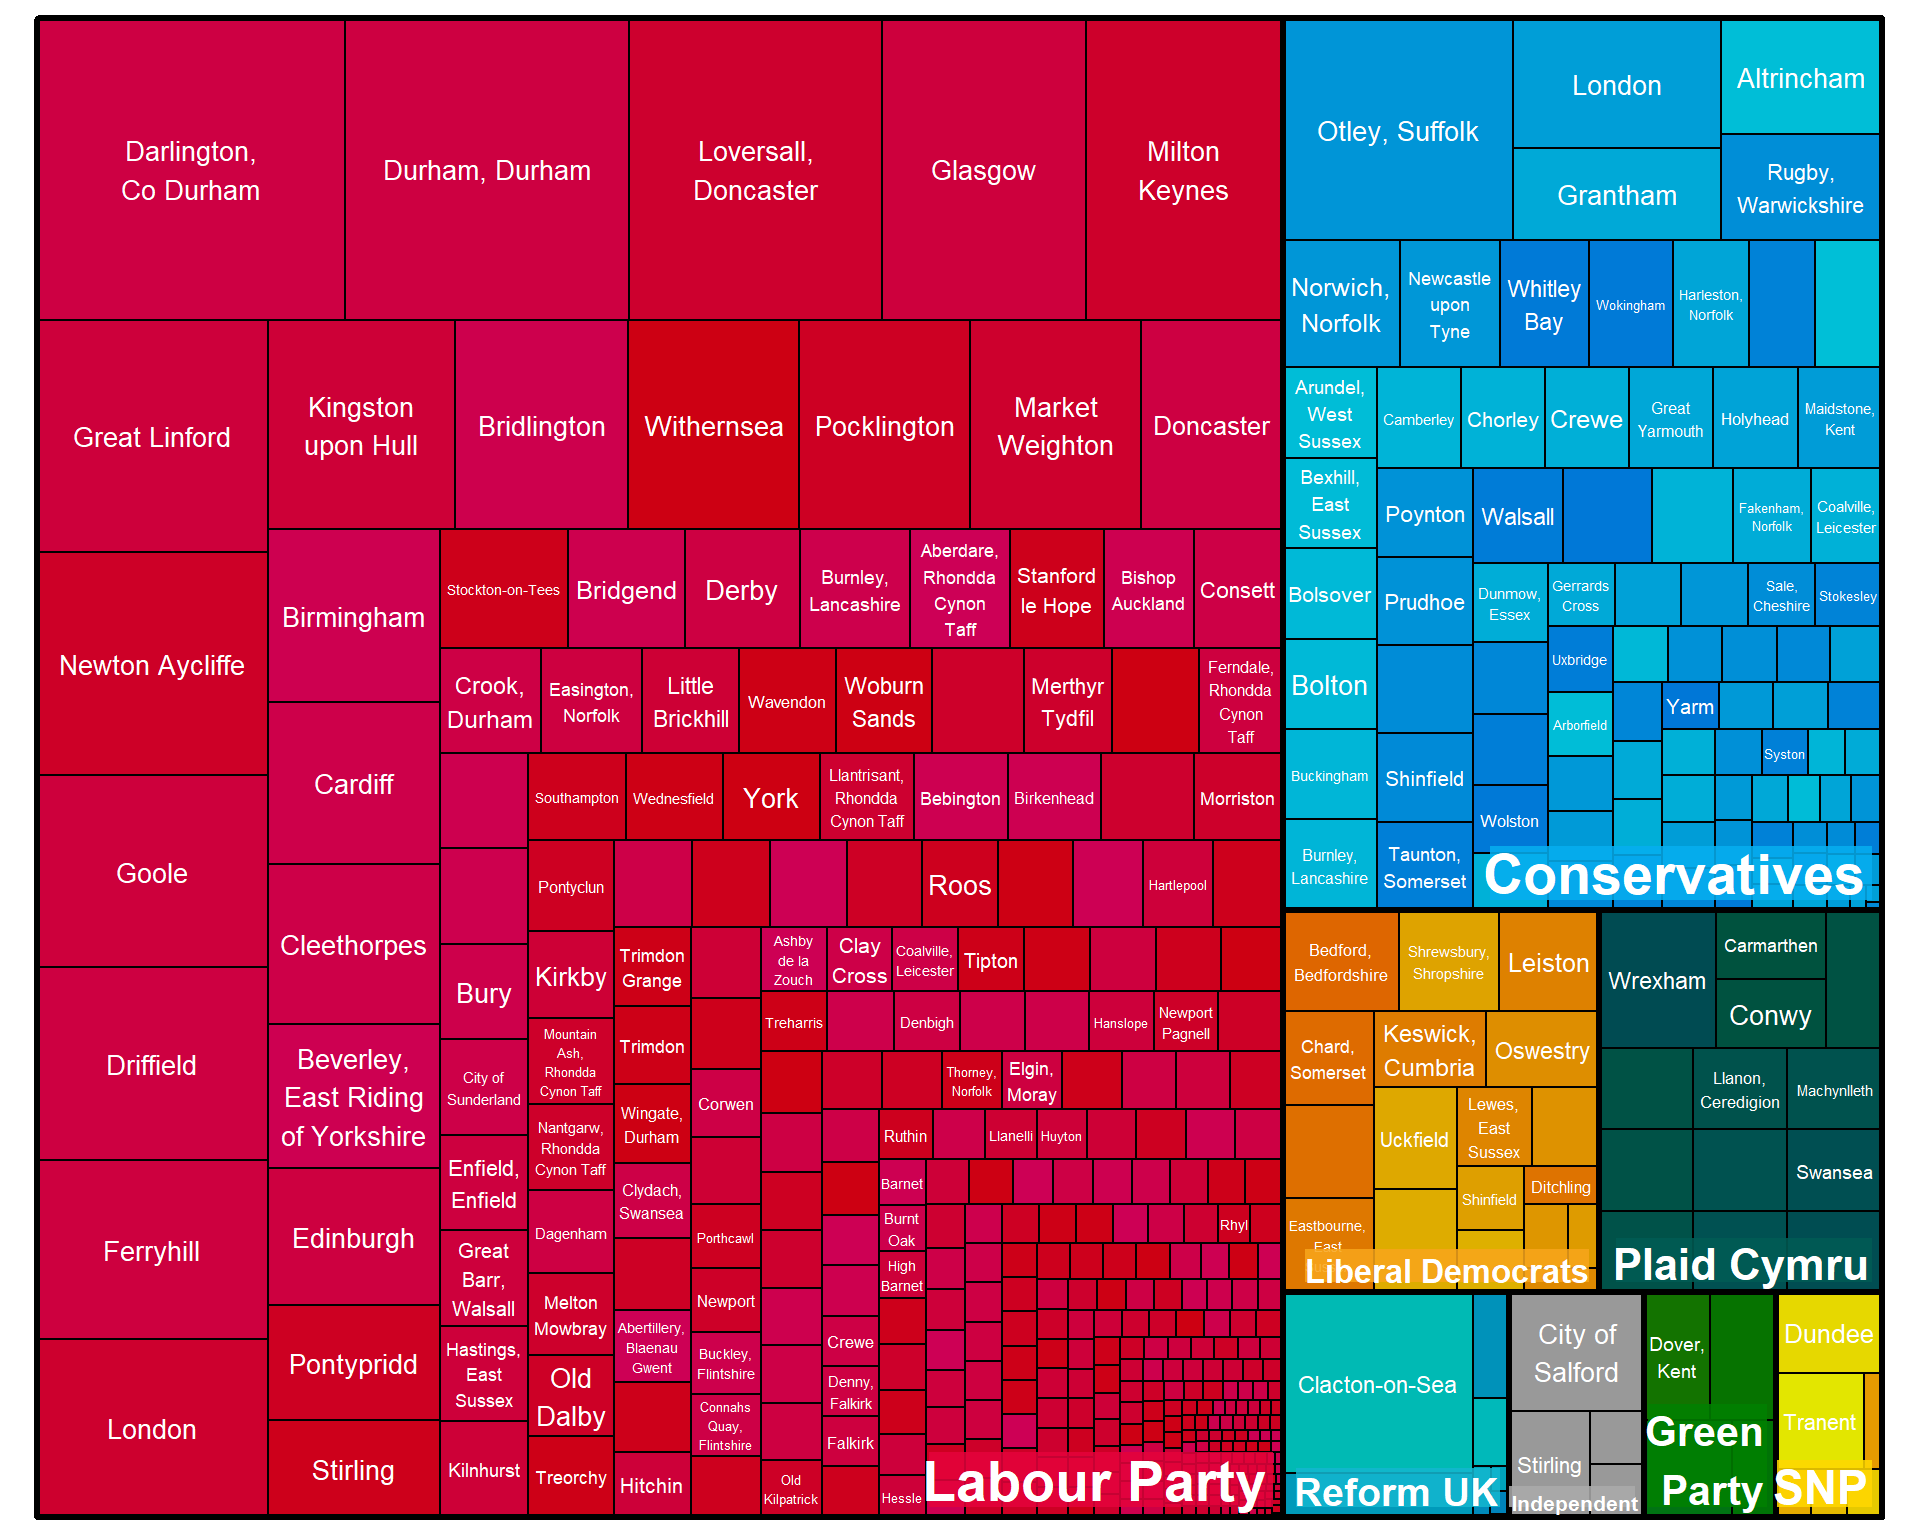 Darlington,
Co Durham
Durham, Durham
Loversall,
Doncaster
Glasgow
Milton
Keynes
Great Linford
Kingston
upon Hull
Bridlington
Withernsea
Pocklington
Market
Weighton
Doncaster
Newton Aycliffe
Goole
Driffield
Ferryhill
London
Birmingham
Cardiff
Cleethorpes
Beverley,
East Riding
of Yorkshire
Edinburgh
Pontypridd
Stirling
Stockton-on-Tees
Bridgend
Derby
Burnley,
Lancashire
Aberdare,
Rhondda
Cynon
Taff
Stanford
le Hope
Bishop
Auckland
Consett
Crook,
Durham
Easington,
Norfolk
Little
Brickhill
Wavendon
Woburn
Sands
Merthyr
Tydfil
Ferndale,
Rhondda
Cynon
Taff
Bury
City of
Sunderland
Enfield,
Enfield
Great
Barr,
Walsall
Hastings,
East
Sussex
Kilnhurst
Southampton
Wednesfield
York
Llantrisant,
Rhondda
Cynon Taff
Bebington
Birkenhead
Morriston
Pontyclun
Kirkby
Mountain
Ash,
Rhondda
Cynon Taff
Nantgarw,
Rhondda
Cynon Taff
Dagenham
Melton
Mowbray
Old
Dalby
Treorchy
Roos
Hartlepool
Trimdon
Grange
Trimdon
Wingate,
Durham
Clydach,
Swansea
Abertillery,
Blaenau
Gwent
Hitchin
Corwen
Porthcawl
Newport
Buckley,
Flintshire
Connahs
Quay,
Flintshire
Ashby
de la
Zouch
Clay
Cross
Coalville,
Leicester
Tipton
Treharris
Denbigh
Hanslope
Newport
Pagnell
Thorney,
Norfolk
Elgin,
Moray
Old
Kilpatrick
Crewe
Denny,
Falkirk
Falkirk
Ruthin
Llanelli
Huyton
Barnet
Burnt
Oak
High
Barnet
Hessle
Rhyl
Labour Party
Otley, Suffolk
London
Grantham
Altrincham
Rugby,
Warwickshire
Norwich,
Norfolk
Newcastle
upon
Tyne
Whitley
Bay
Wokingham
Harleston,
Norfolk
Arundel,
West
Sussex
Bexhill,
East
Sussex
Bolsover
Bolton
Buckingham
Burnley,
Lancashire
Camberley
Chorley
Crewe
Great
Yarmouth
Holyhead
Maidstone,
Kent
Poynton
Prudhoe
Shinfield
Taunton,
Somerset
Walsall
Fakenham,
Norfolk
Coalville,
Leicester
Dunmow,
Essex
Wolston
Gerrards
Cross
Sale,
Cheshire
Stokesley
Uxbridge
Arborfield
Yarm
Syston
Conservatives
Bedford,
Bedfordshire
Shrewsbury,
Shropshire
Leiston
Chard,
Somerset
Keswick,
Cumbria
Oswestry
Eastbourne,
East
Uckfield
Lewes,
East
Sussex
Shinfield
Ditchling
Liberal Democrats
Wrexham
Carmarthen
Conwy
Llanon,
Ceredigion
Machynlleth
Swansea
Plaid Cymru
Clacton-on-Sea
Reform UK
City of
Salford
Stirling
Independent
Dover,
Kent
Green
Party
Dundee
Tranent
SNP